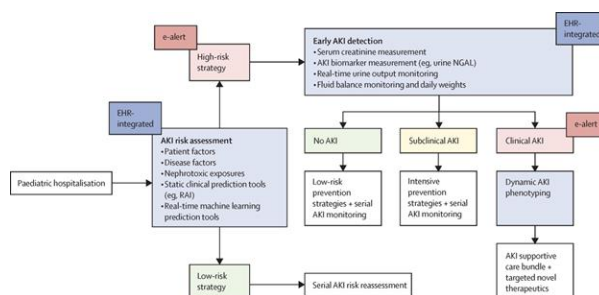 e-alert
High-risk
strategy
EHR-
integrated
Early AKI detection
•Serum creatinine measurement
•AKI biomarker measurement (eg, urine NGAL)
•Real-time urine output monitoring
•Fluid balance monitoring and daily weights
EHR-
integrated
AKI risk assessment
•Patient factors
•Disease factors
•Nephrotoxic exposures
•Static clinical prediction tools
(eg, RAI)
•Real-time machine learning
prediction tools
Paediatric hospitalisation
No AKI
Subclinical AKI
Clinical AKI
e-alert
Low-risk
prevention
strategies + serial
AKI monitoring
Intensive
prevention
strategies + serial
AKI monitoring
Dynamic AKI
phenotyping
AKI supportive
care bundle +
targeted novel
therapeutics
Low-risk
strategy
Serial AKI risk reassessment